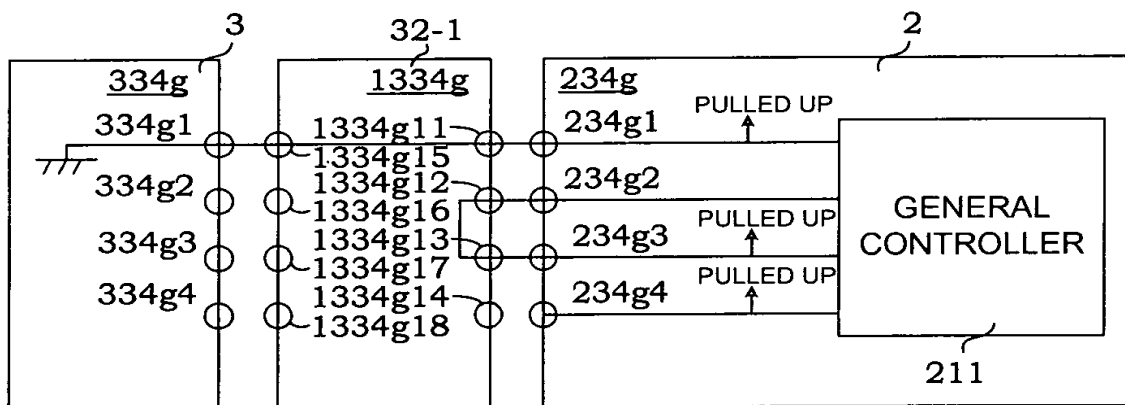 3
32-1
2
334g
1334g
234g
334g1
1334g11
234g1
PULLED UP
1334g15
334g2
1334g12
234g2
1334g16
GENERAL
CONTROLLER
334g3
1334g13
234g3
PULLED UP
1334g17
334g4
1334g14
234g4
PULLED UP
1334g18
211